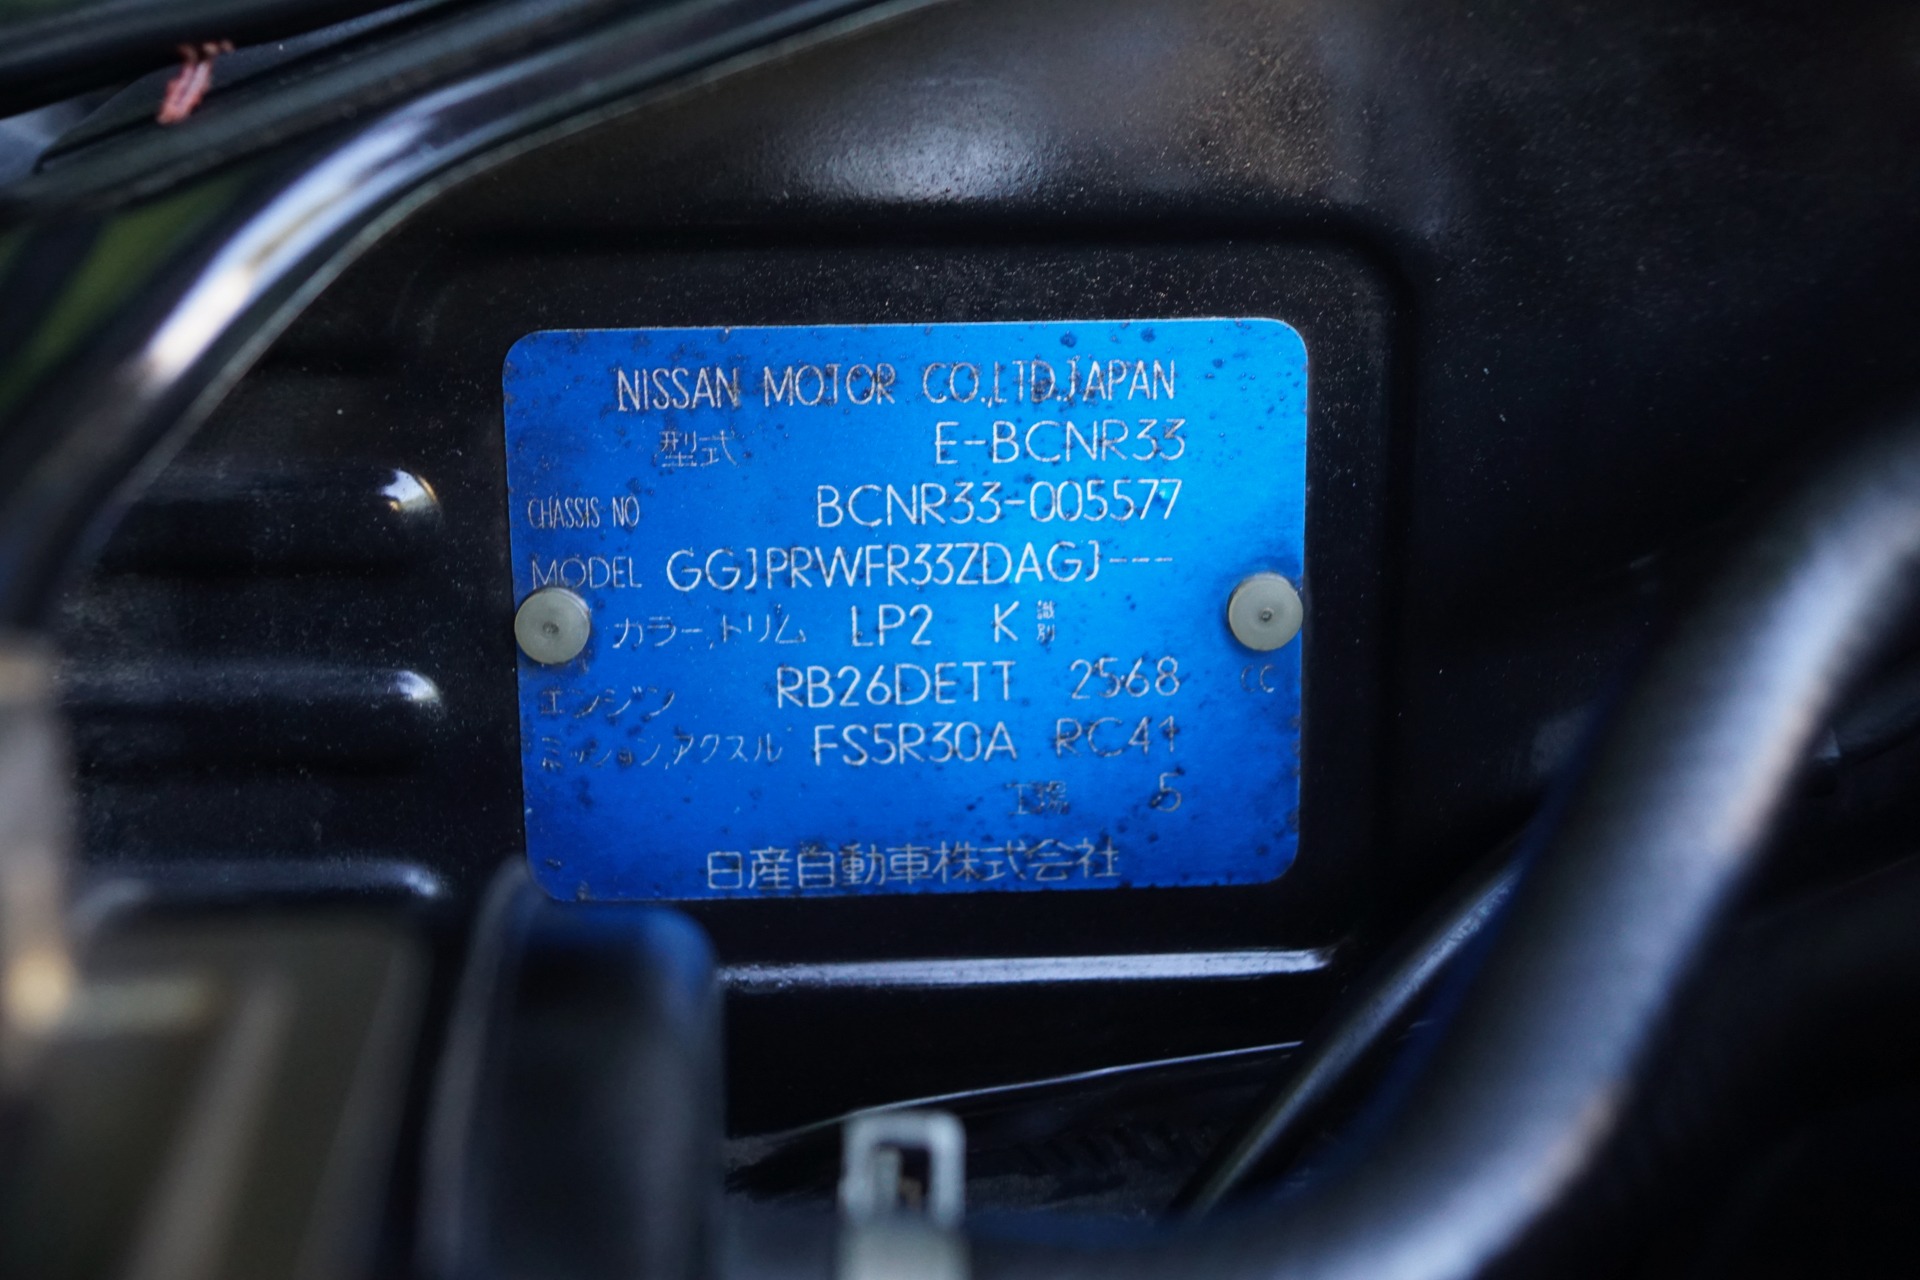 NISSAN MOTOR CO.,LTD.JAPAN
型式 E-BCNR33
CHASSIS NO BCNR33-005577
MODEL GGJPRWFR33ZDAGJ---
カラー,トリム LP2 K 識別
エンジン RB26DETT 2568 CC
ミッション,アクスル FS5R30A RC41
工場 5
日産自動車株式会社